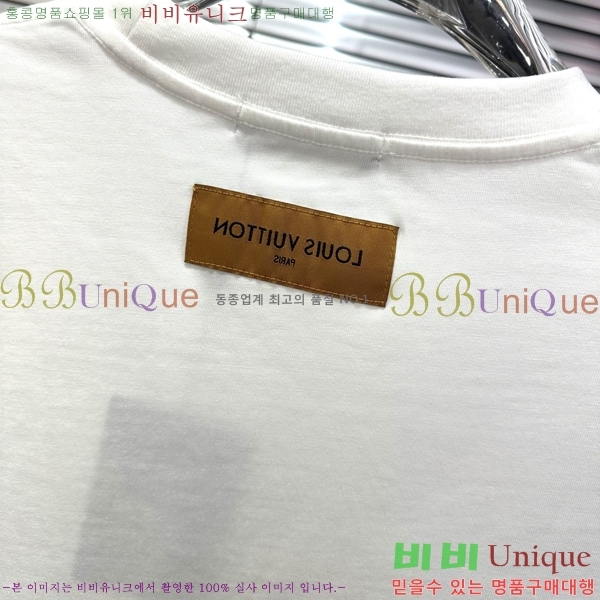 홍콩명품쇼핑몰 1위 비비유니크명품구매대행
LOUIS VUITTON
PARIS
BBUniQue
동종업계 최고의 품질 NO.1
BBUniQue
비비 Unique
믿을수 있는 명품구매대행
-본 이미지는 비비유니크에서 촬영한 100% 실사 이미지 입니다.-